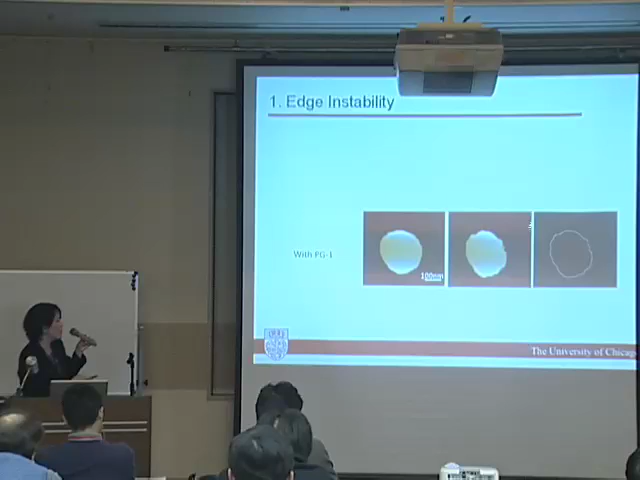 1. Edge Instability
With PG-1
100nm
The University of Chicago